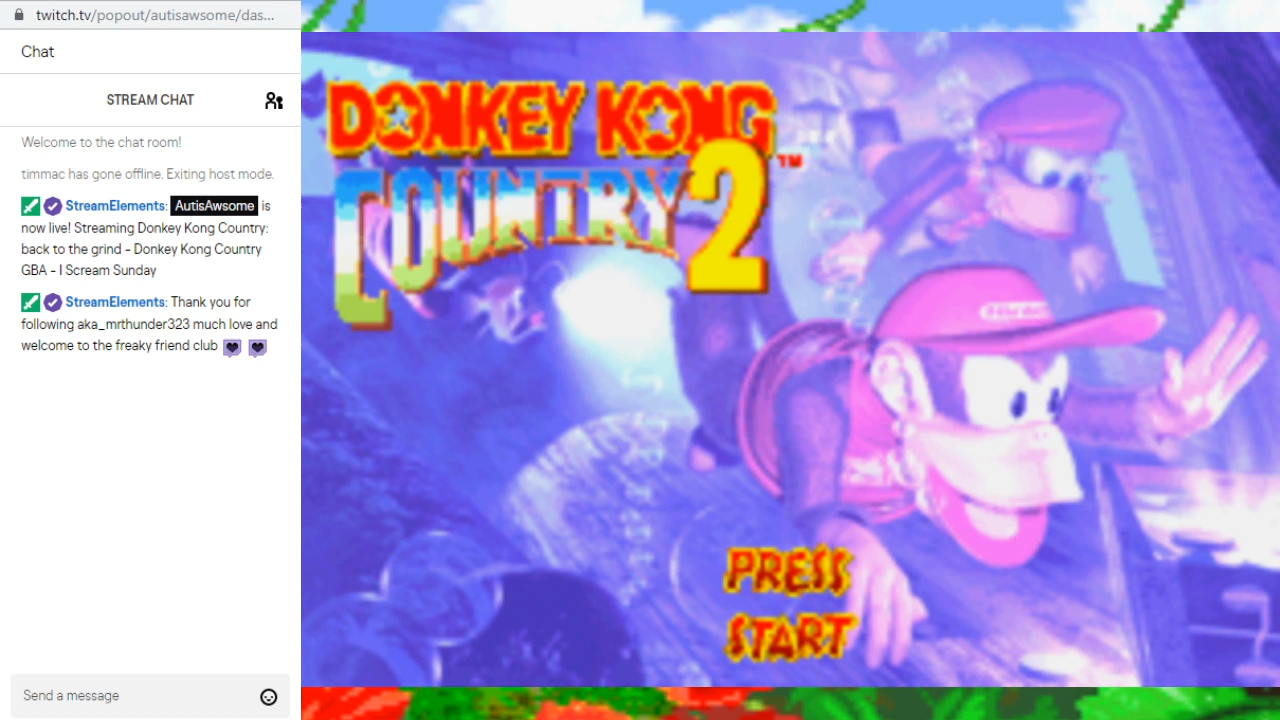 twitch.tv/popout/autisawsome/das...
Chat
STREAM CHAT
Welcome to the chat room!
timmac has gone offline. Exiting host mode.
StreamElements: AutisAwsome is
now live! Streaming Donkey Kong Country:
back to the grind - Donkey Kong Country
GBA - I Scream Sunday
StreamElements: Thank you for
following aka_mrthunder323 much love and
welcome to the freaky friend club
Send a message
DONKEY KONG
COUNTRY 2 ™
PRESS
START